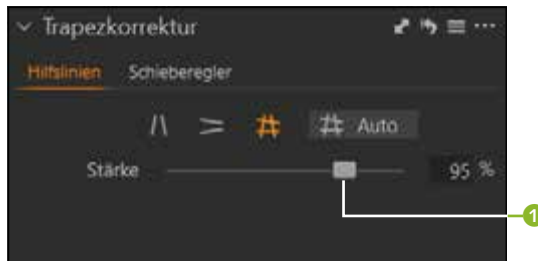 Trapezkorrektur
Hilfslinien Schieberegler
Auto
Stärke 95 %
1